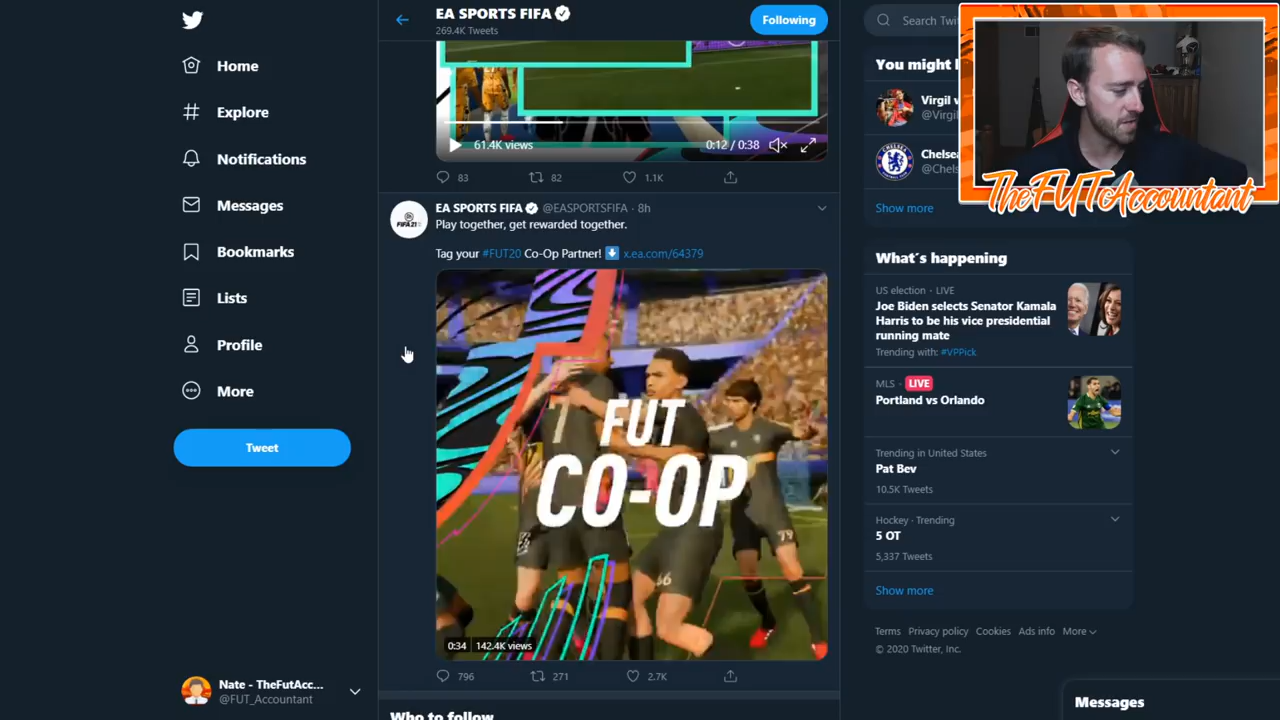 Home
Explore
Notifications
Messages
Bookmarks
Lists
Profile
More
Tweet
Nate - TheFutAcc...
@FUT_Accountant
EA SPORTS FIFA
269.4K Tweets
Following
61.4K views
0:12 / 0:38
83
82
1.1K
EA SPORTS FIFA @EASPORTSFIFA · 8h
Play together, get rewarded together.
Tag your #FUT20 Co-Op Partner! x.ea.com/64379
FIFA21
FUT
CO-OP
0:34
142.4K views
796
271
2.7K
Who to follow
Search Twit
You might l
Virgil v
@Virgil
Chelsea
@Chels
Show more
TheFUTAccountant
What's happening
US election · LIVE
Joe Biden selects Senator Kamala
Harris to be his vice presidential
running mate
Trending with: #VPPick
MLS · LIVE
Portland vs Orlando
Trending in United States
Pat Bev
10.5K Tweets
Hockey · Trending
5 OT
5,337 Tweets
Show more
Terms Privacy policy Cookies Ads info More
© 2020 Twitter, Inc.
Messages